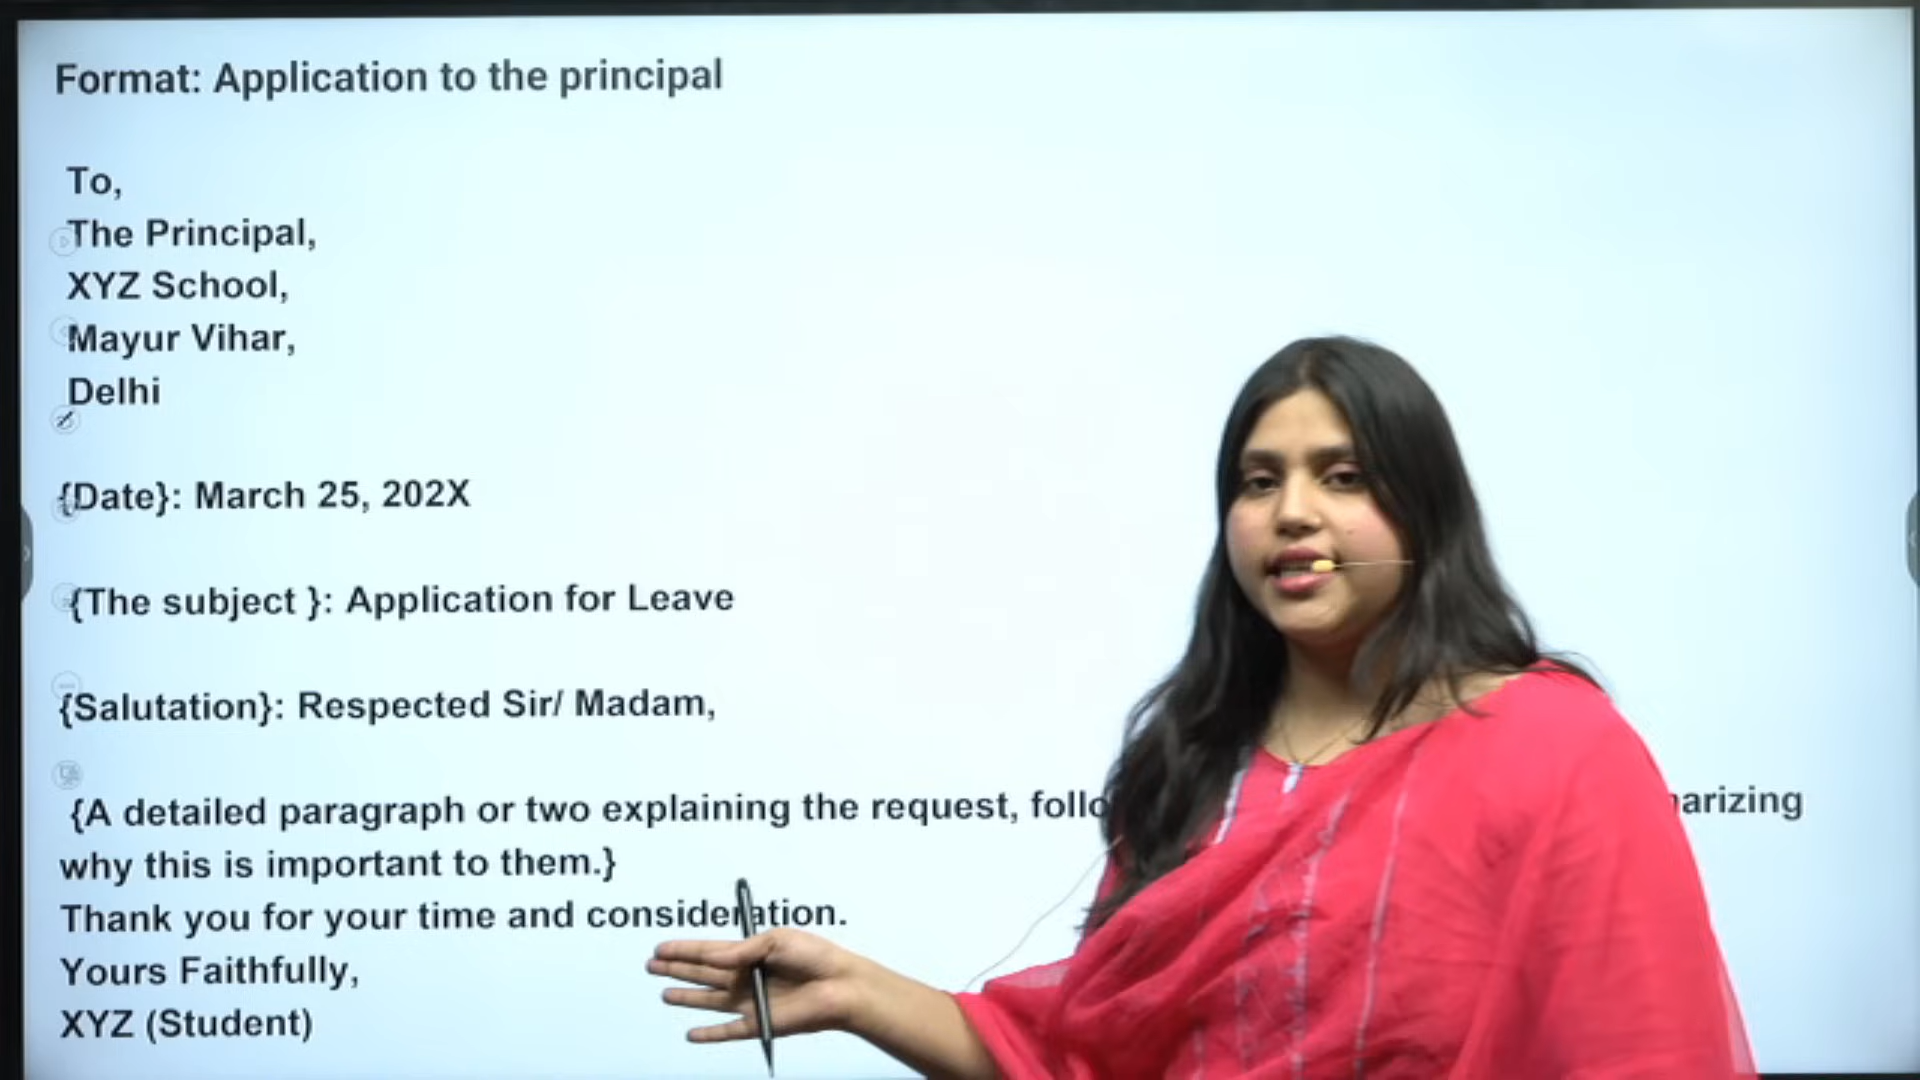 Format: Application to the principal
To,
The Principal,
XYZ School,
Mayur Vihar,
Delhi
{Date}: March 25, 202X
{The subject }: Application for Leave
{Salutation}: Respected Sir/ Madam,
{A detailed paragraph or two explaining the request,
why this is important to them.}
Thank you for your time and consideration.
Yours Faithfully,
XYZ (Student)